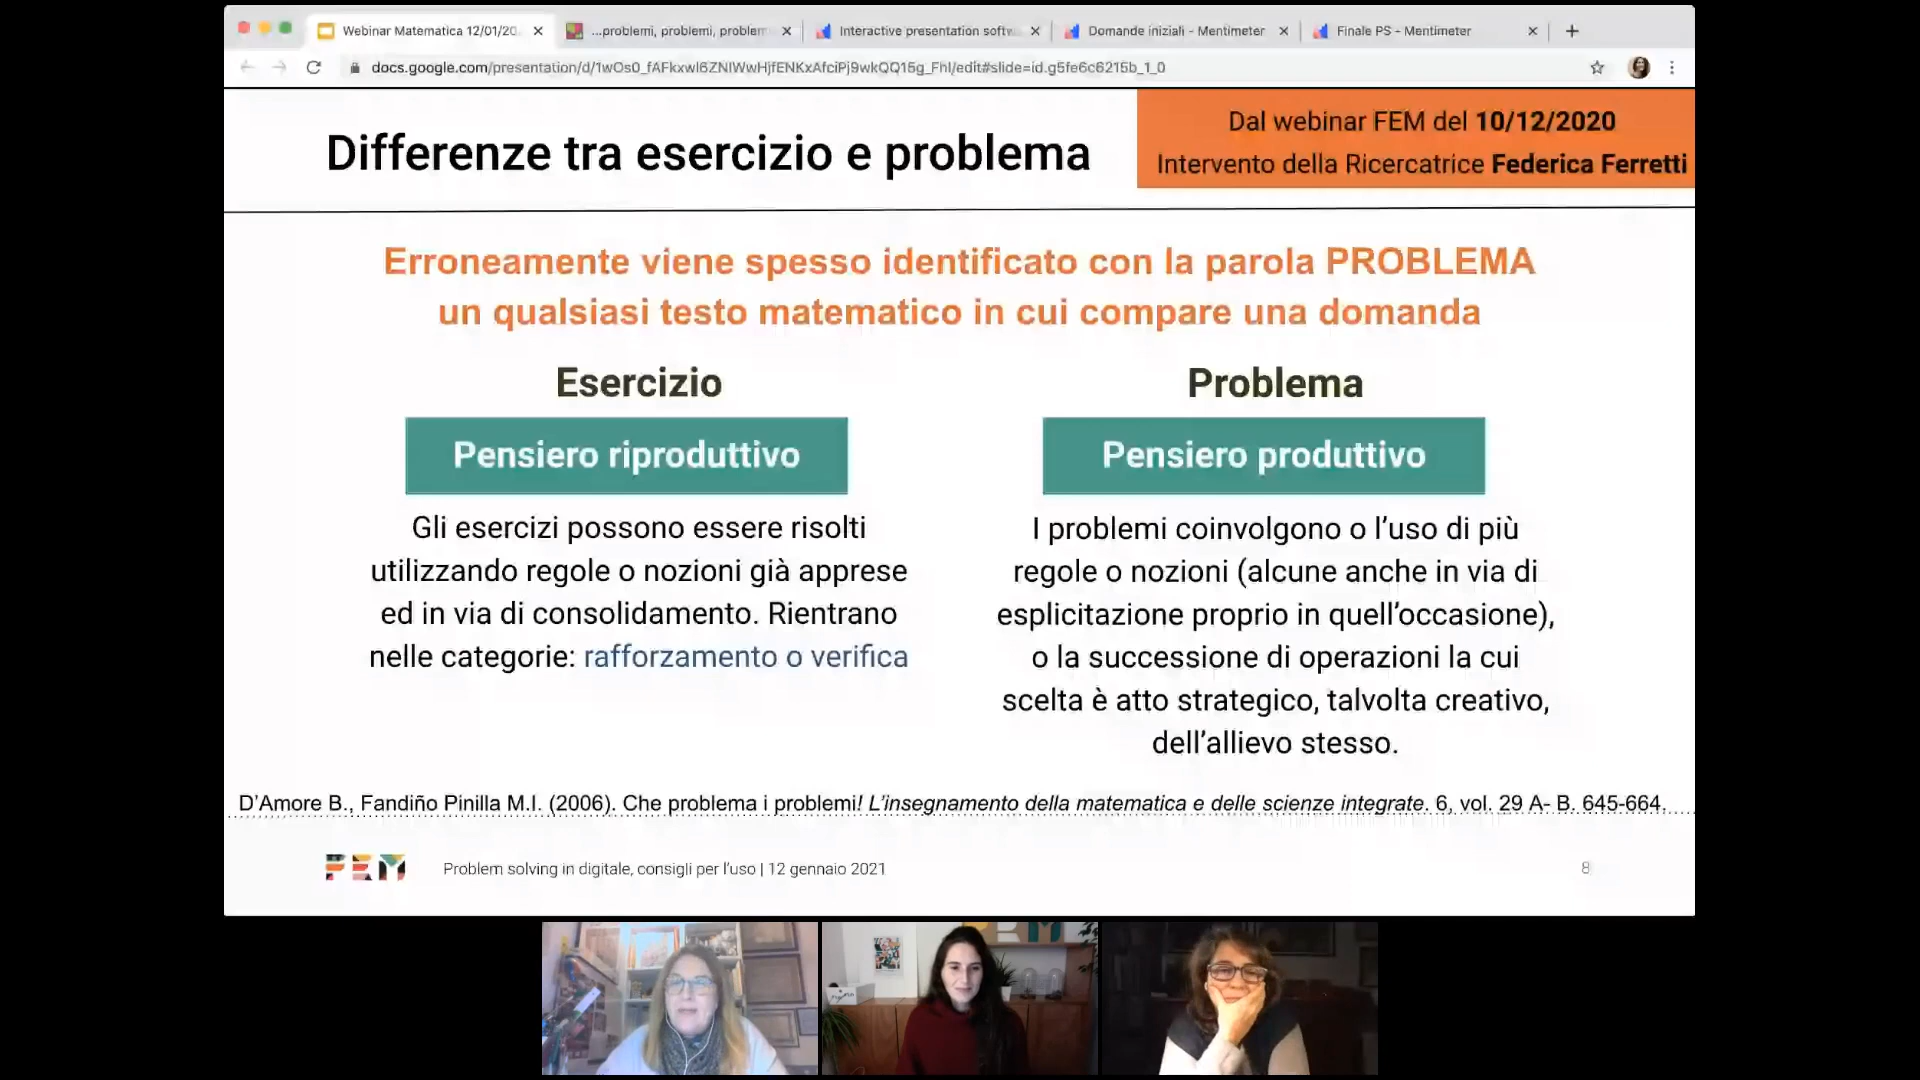 Webinar Matematica 12/01/20
...problemi, problemi, problem
Interactive presentation softw
Domande iniziali - Mentimeter
Finale PS - Mentimeter
docs.google.com/presentation/d/1wOs0_fAFkxwI6ZNIWwHjfENKxAfciPj9wkQQ15g_FhI/edit#slide=id.g5fe6c6215b_1_0
Dal webinar FEM del 10/12/2020
Intervento della Ricercatrice Federica Ferretti
Differenze tra esercizio e problema
Erroneamente viene spesso identificato con la parola PROBLEMA
un qualsiasi testo matematico in cui compare una domanda
Esercizio
Pensiero riproduttivo
Gli esercizi possono essere risolti
utilizzando regole o nozioni già apprese
ed in via di consolidamento. Rientrano
nelle categorie: rafforzamento o verifica
Problema
Pensiero produttivo
I problemi coinvolgono o l’uso di più
regole o nozioni (alcune anche in via di
esplicitazione proprio in quell’occasione),
o la successione di operazioni la cui
scelta è atto strategico, talvolta creativo,
dell’allievo stesso.
D’Amore B., Fandiño Pinilla M.I. (2006). Che problema i problemi! L’insegnamento della matematica e delle scienze integrate. 6, vol. 29 A- B. 645-664.
FEM
Problem solving in digitale, consigli per l’uso | 12 gennaio 2021
8
FEM